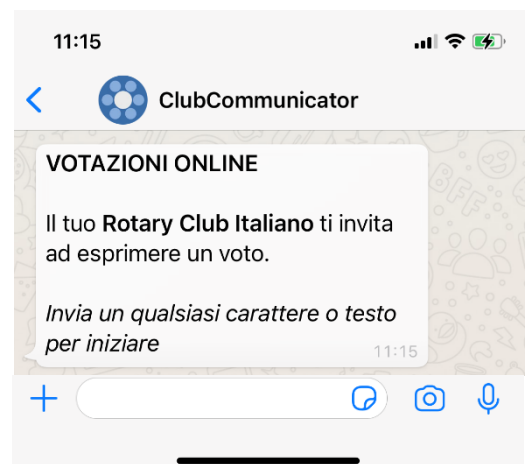 11:15
ClubCommunicator
VOTAZIONI ONLINE
Il tuo Rotary Club Italiano ti invita
ad esprimere un voto.
Invia un qualsiasi carattere o testo
per iniziare
11:15
BFF